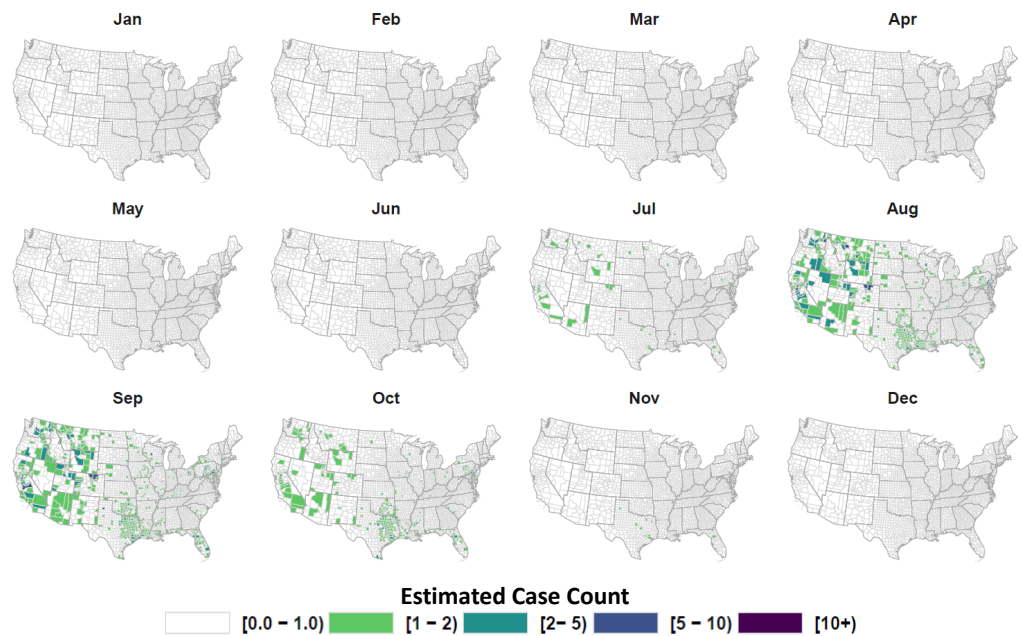 Jan Feb Mar Apr
May Jun Jul Aug
Sep Oct Nov Dec
Estimated Case Count
[0.0 − 1.0) [1 − 2) [2− 5) [5 − 10) [10+)